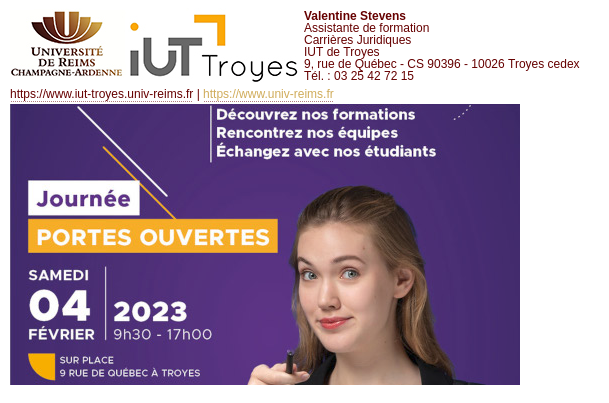 UNIVERSITÉ
DE REIMS
CHAMPAGNE-ARDENNE
iUT Troyes
Valentine Stevens
Assistante de formation
Carrières Juridiques
IUT de Troyes
9, rue de Québec - CS 90396 - 10026 Troyes cedex
Tél. : 03 25 42 72 15
https://www.iut-troyes.univ-reims.fr | https://www.univ-reims.fr
Découvrez nos formations
Rencontrez nos équipes
Échangez avec nos étudiants
Journée
PORTES OUVERTES
SAMEDI
04
FÉVRIER
2023
9h30 - 17h00
SUR PLACE
9 RUE DE QUÉBEC À TROYES